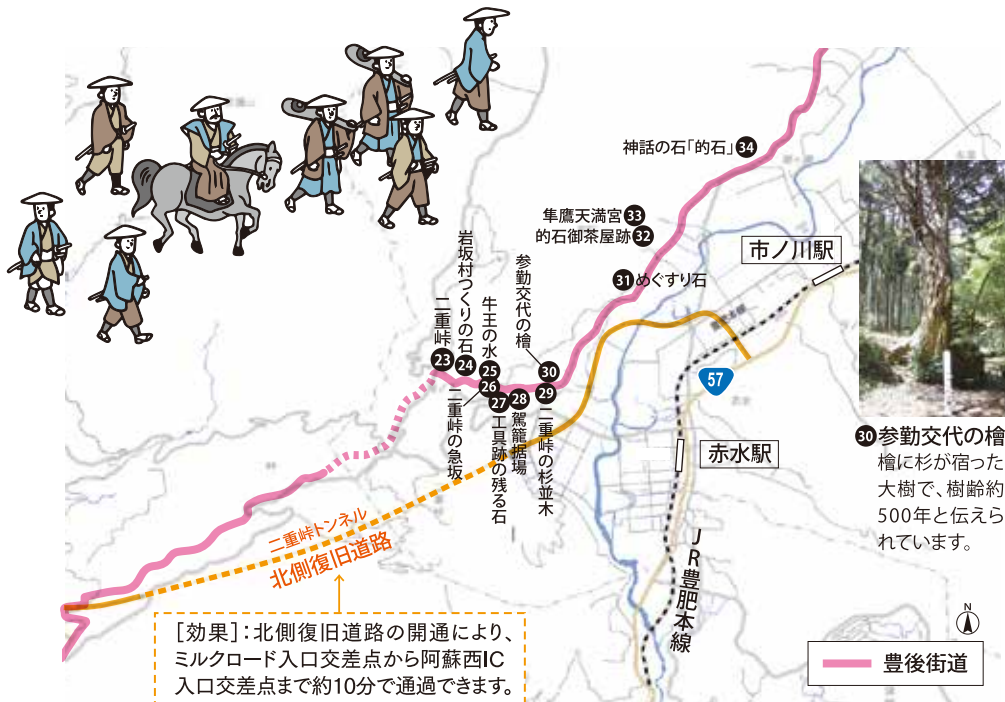 神話の石「的石」34
隼鷹天満宮33
的石御茶屋跡32
31めぐすり石
市ノ川駅
参勤交代の檜
30
岩坂村つくりの石
24
二重峠
23
牛王の水
25
26
二重峠の急坂
27
工具跡の残る石
28
駕籠据場
29
二重峠の杉並木
57
赤水駅
JR豊肥本線
30参勤交代の檜
檜に杉が宿った
大樹で、樹齢約
500年と伝えら
れています。
二重峠トンネル
北側復旧道路
[効果]:北側復旧道路の開通により、
ミルクロード入口交差点から阿蘇西IC
入口交差点まで約10分で通過できます。
N
豊後街道